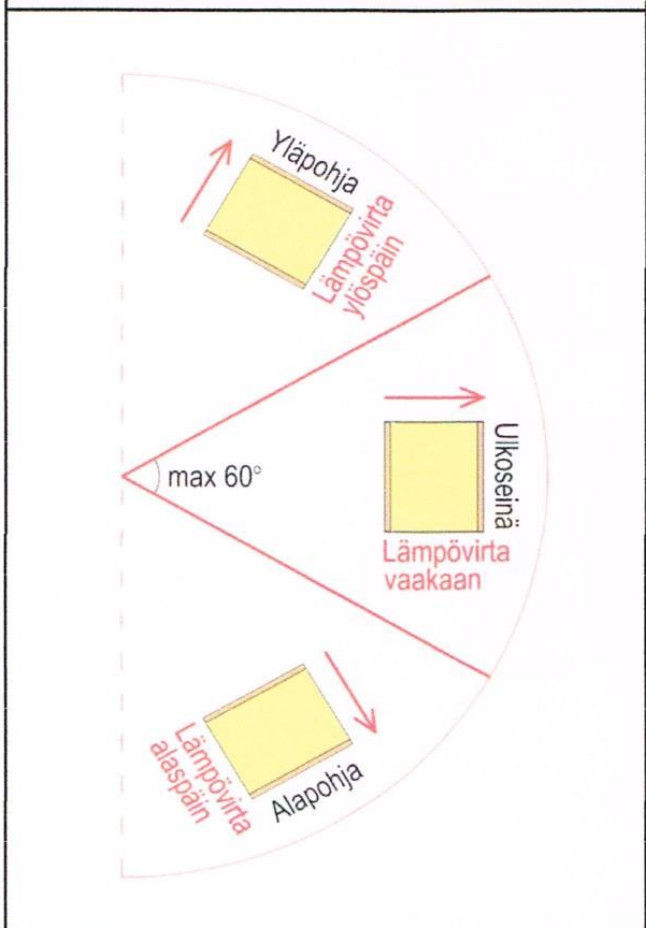 Yläpohja
Lämpövirta
ylöspäin
max 60°
Ulkoseinä
Lämpövirta
vaakaan
Lämpövirta
alaspäin
Alapohja